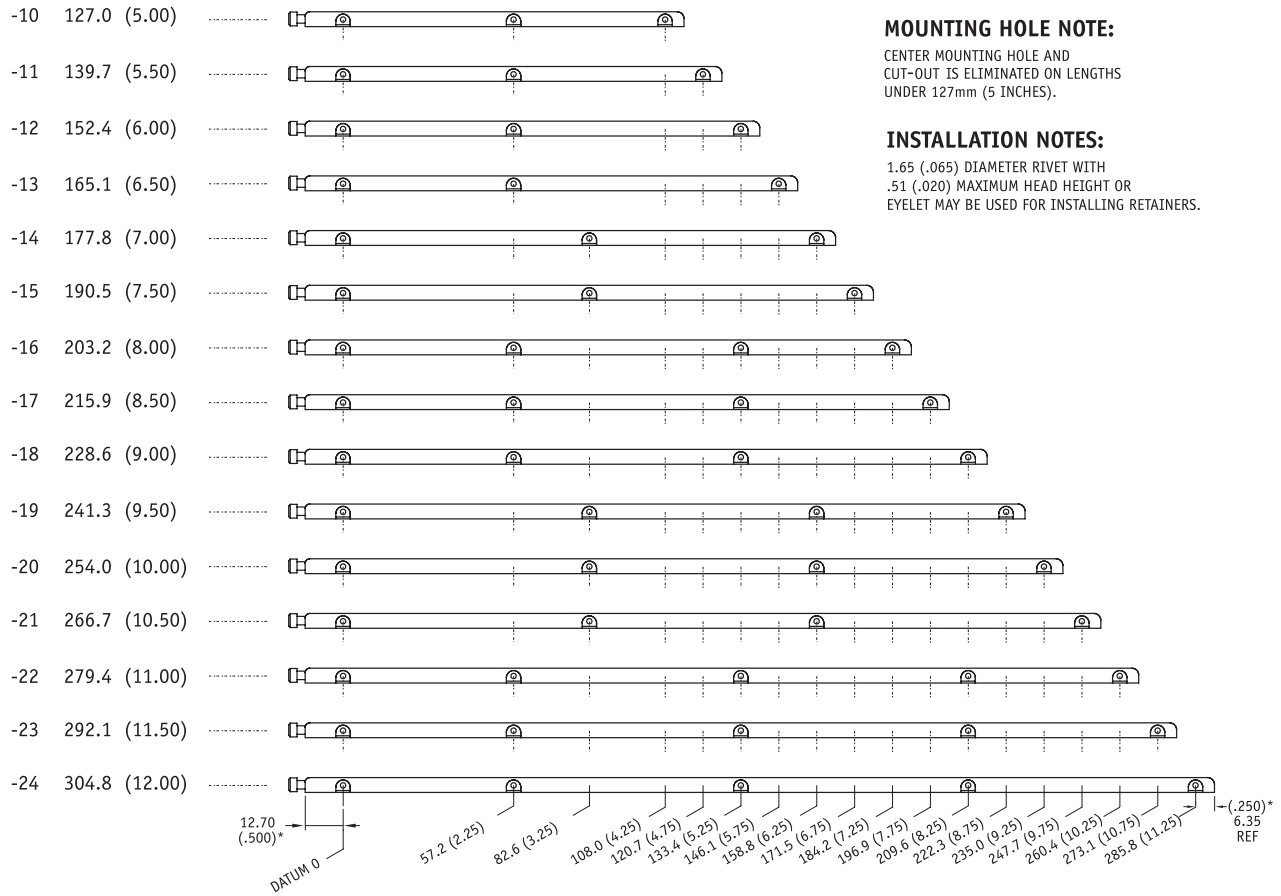 -10 127.0 (5.00)
-11 139.7 (5.50)
-12 152.4 (6.00)
-13 165.1 (6.50)
-14 177.8 (7.00)
-15 190.5 (7.50)
-16 203.2 (8.00)
-17 215.9 (8.50)
-18 228.6 (9.00)
-19 241.3 (9.50)
-20 254.0 (10.00)
-21 266.7 (10.50)
-22 279.4 (11.00)
-23 292.1 (11.50)
-24 304.8 (12.00)
MOUNTING HOLE NOTE:
CENTER MOUNTING HOLE AND
CUT-OUT IS ELIMINATED ON LENGTHS
UNDER 127mm (5 INCHES).
INSTALLATION NOTES:
1.65 (.065) DIAMETER RIVET WITH
.51 (.020) MAXIMUM HEAD HEIGHT OR
EYELET MAY BE USED FOR INSTALLING RETAINERS.
12.70
(.500)*
DATUM 0
57.2 (2.25)
82.6 (3.25)
108.0 (4.25)
120.7 (4.75)
133.4 (5.25)
146.1 (5.75)
158.8 (6.25)
171.5 (6.75)
184.2 (7.25)
196.9 (7.75)
209.6 (8.25)
222.3 (8.75)
235.0 (9.25)
247.7 (9.75)
260.4 (10.25)
273.1 (10.75)
285.8 (11.25)
(.250)*
6.35
REF